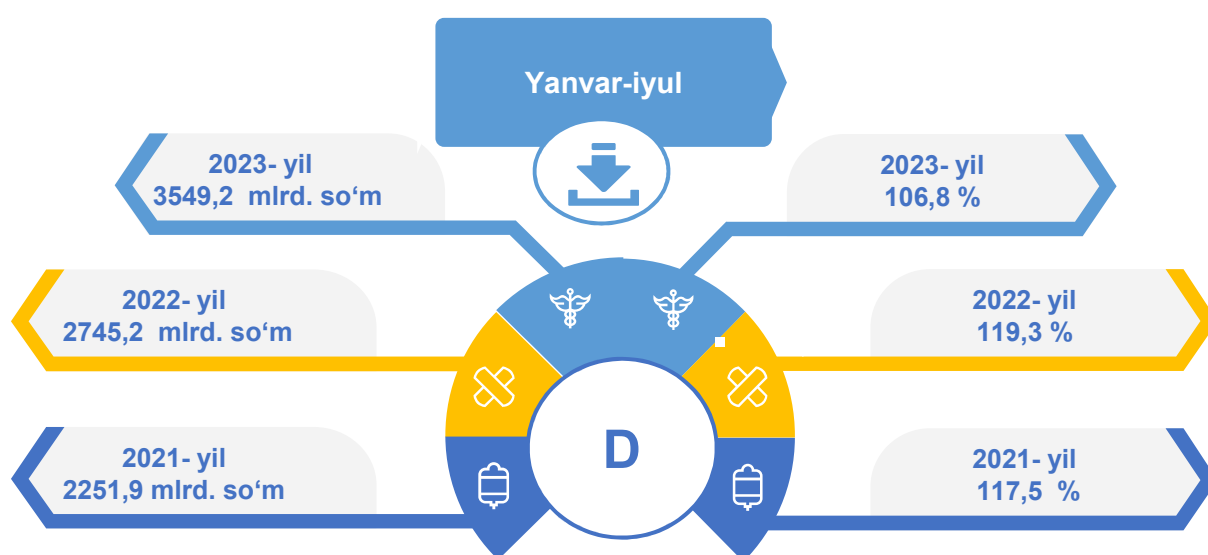 Yanvar-iyul
2023- yil
3549,2 mlrd. so‘m
2023- yil
106,8 %
2022- yil
2745,2 mlrd. so‘m
2022- yil
119,3 %
D
2021- yil
2251,9 mlrd. so‘m
2021- yil
117,5 %